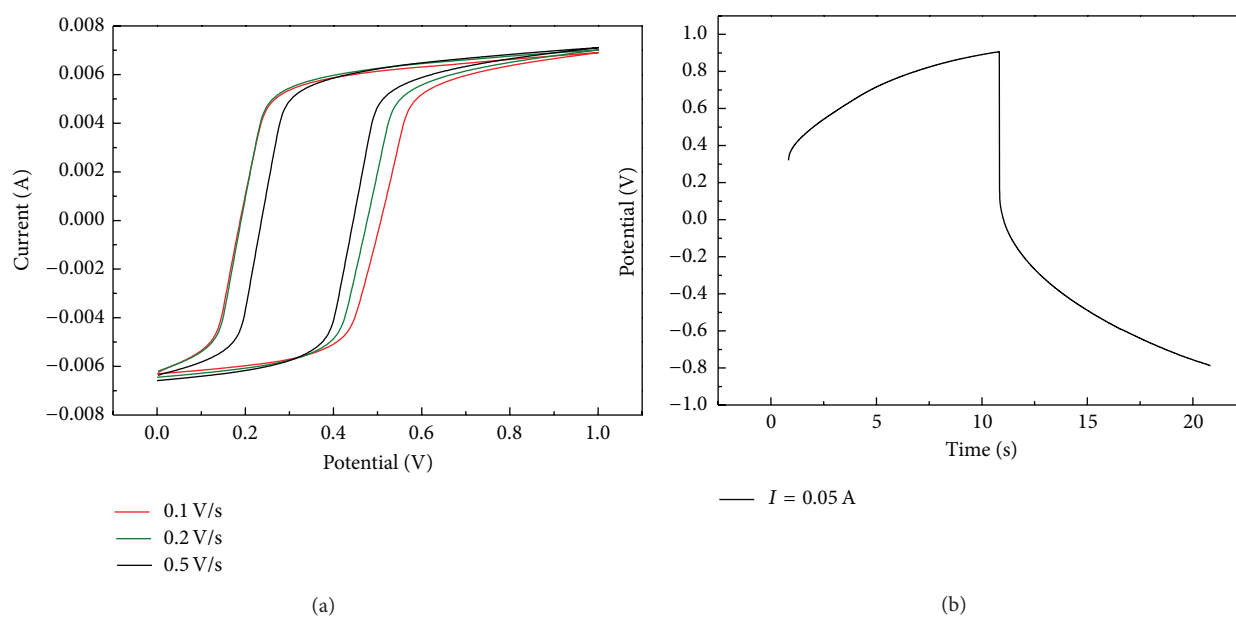 0.008
0.006
0.004
0.002
0.000
−0.002
−0.004
−0.006
−0.008
Current (A)
0.0 0.2 0.4 0.6 0.8 1.0
Potential (V)
0.1 V/s
0.2 V/s
0.5 V/s
(a)
1.0
0.8
0.6
0.4
0.2
0.0
−0.2
−0.4
−0.6
−0.8
−1.0
Potential (V)
0 5 10 15 20
Time (s)
I = 0.05 A
(b)